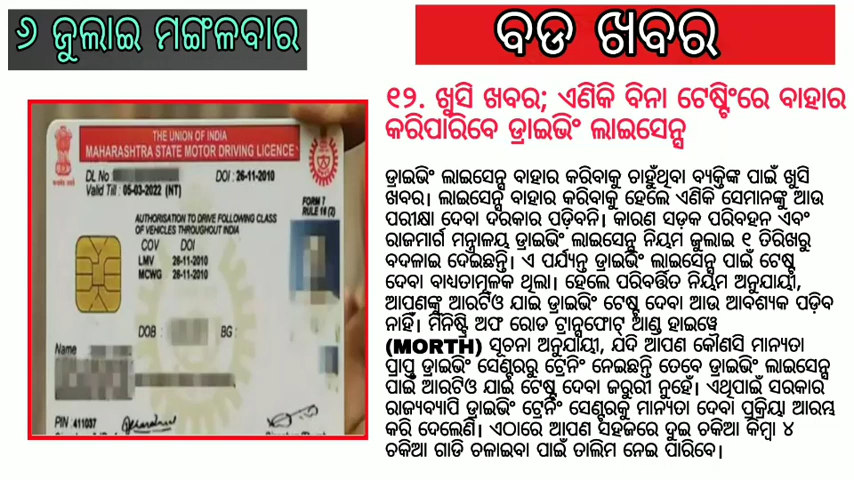 ୬ ଜୁଲାଇ ମଙ୍ଗଳବାର
ବଡ ଖବର
୧୨. ଖୁସି ଖବର; ଏଣିକି ବିନା ଟେଷ୍ଟିଂରେ ବାହାର
କରିପାରିବେ ଡ୍ରାଇଭିଂ ଲାଇସେନ୍ସ
ଡ୍ରାଇଭିଂ ଲାଇସେନ୍ସ ବାହାର କରିବାକୁ ଚାହୁଁଥିବା ବ୍ୟକ୍ତିଙ୍କ ପାଇଁ ଖୁସି
ଖବର। ଲାଇସେନ୍ସ ବାହାର କରିବାକୁ ହେଲେ ଏଣିକି ସେମାନଙ୍କୁ ଆଉ
ପରୀକ୍ଷା ଦେବା ଦରକାର ପଡ଼ିବନି। କାରଣ ସଡ଼କ ପରିବହନ ଏବଂ
ରାଜମାର୍ଗ ମନ୍ତ୍ରାଳୟ ଡ୍ରାଇଭିଂ ଲାଇସେନ୍ସ ନିୟମ ଜୁଲାଇ ୧ ତିରିଖରୁ
ବଦଳାଇ ଦେଇଛନ୍ତି। ଏ ପର୍ଯ୍ୟନ୍ତ ଡ୍ରାଇଭିଂ ଲାଇସେନ୍ସ ପାଇଁ ଟେଷ୍ଟ
ଦେବା ବାଧ୍ୟତାମୂଳକ ଥିଲା। ହେଲେ ପରିବର୍ତ୍ତିତ ନିୟମ ଅନୁଯାୟୀ,
ଆପଣଙ୍କୁ ଆରଟିଓ ଯାଇ ଡ୍ରାଇଭିଂ ଟେଷ୍ଟ ଦେବା ଆଉ ଆବଶ୍ୟକ ପଡ଼ିବ
ନାହିଁ। ମିନିଷ୍ଟ୍ରି ଅଫ ରୋଡ ଟ୍ରାନ୍ସଫୋଟ୍ ଆଣ୍ଡ ହାଇୱେ
(MORTH) ସୂଚନା ଅନୁଯାୟୀ, ଯଦି ଆପଣ କୌଣସି ମାନ୍ୟତା
ପ୍ରାପ୍ତ ଡ୍ରାଇଭିଂ ସେଣ୍ଟରରୁ ଟ୍ରେନିଂ ନେଇଛନ୍ତି ତେବେ ଡ୍ରାଇଭିଂ ଲାଇସେନ୍ସ
ପାଇଁ ଆରଟିଓ ଯାଇଁ ଟେଷ୍ଟ ଦେବା ଜରୁରୀ ନୁହେଁ। ଏଥିପାଇଁ ସରକାର
ରାଜ୍ୟବ୍ୟାପି ଡ୍ରାଇଭିଂ ଟ୍ରେନିଂ ସେଣ୍ଟରକୁ ମାନ୍ୟତା ଦେବା ପ୍ରକ୍ରିୟା ଆରମ୍ଭ
କରି ଦେଲେଣି। ଏଠାରେ ଆପଣ ସହଜରେ ଦୁଇ ଚକିଆ କିମ୍ବା ୪
ଚକିଆ ଗାଡି ଚଳାଇବା ପାଇଁ ତାଲିମ ନେଇ ପାରିବେ।
THE UNION OF INDIA
MAHARASHTRA STATE MOTOR DRIVING LICENCE
DL No DOI : 26-11-2010
Valid Till : 05-03-2022 (NT)
FORM 7
RULE 16 (2)
AUTHORISATION TO DRIVE FOLLOWING CLASS
OF VEHICLES THROUGHOUT INDIA
COV DOI
LMV 26-11-2010
MCWG 26-11-2010
DOB : BG :
Name
PIN : 411037